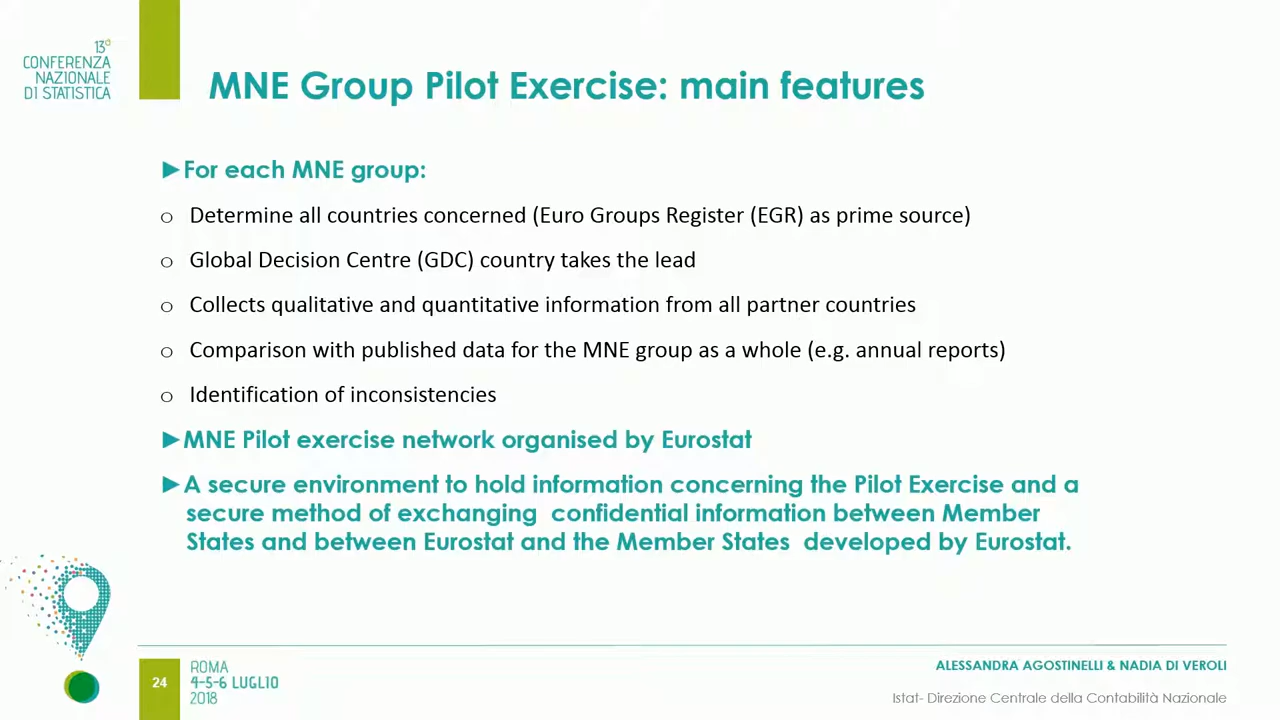 13ª
CONFERENZA
NAZIONALE
DI STATISTICA
MNE Group Pilot Exercise: main features
►For each MNE group:
o Determine all countries concerned (Euro Groups Register (EGR) as prime source)
o Global Decision Centre (GDC) country takes the lead
o Collects qualitative and quantitative information from all partner countries
o Comparison with published data for the MNE group as a whole (e.g. annual reports)
o Identification of inconsistencies
►MNE Pilot exercise network organised by Eurostat
►A secure environment to hold information concerning the Pilot Exercise and a
secure method of exchanging confidential information between Member
States and between Eurostat and the Member States developed by Eurostat.
24
ROMA
4-5-6 LUGLIO
2018
ALESSANDRA AGOSTINELLI & NADIA DI VEROLI
Istat- Direzione Centrale della Contabilità Nazionale